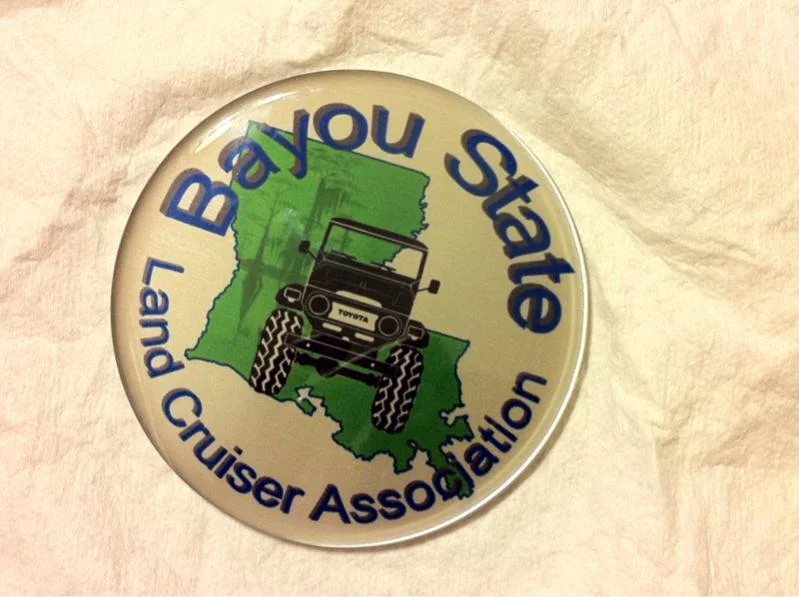 Bayou State
TOYOTA
Land Cruiser Association